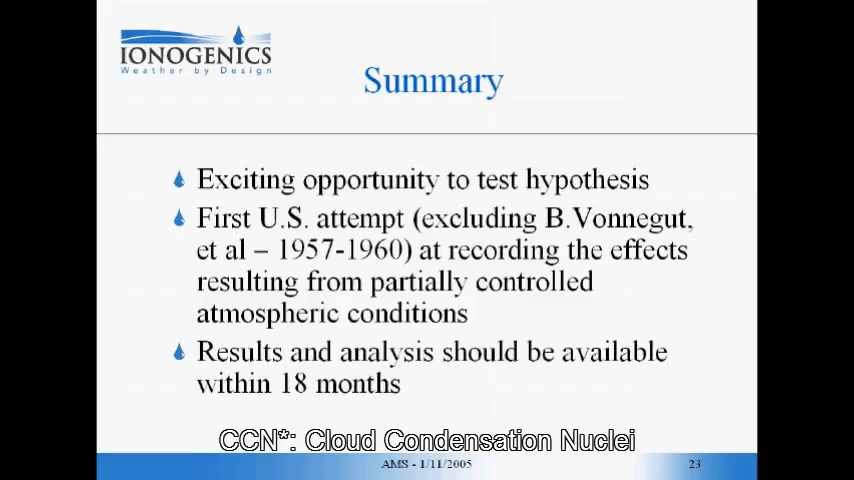 IONOGENICS
Weather by Design
Summary
Exciting opportunity to test hypothesis
First U.S. attempt (excluding B.Vonnegut,
et al – 1957-1960) at recording the effects
resulting from partially controlled
atmospheric conditions
Results and analysis should be available
within 18 months
CCN*: Cloud Condensation Nuclei
AMS - 1/11/2005
23